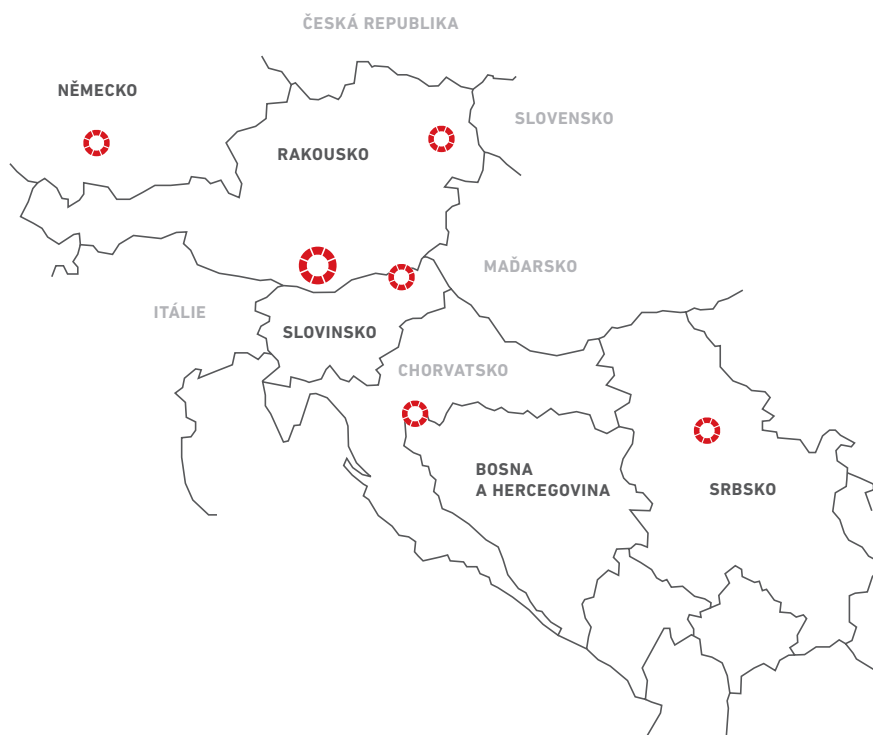 ČESKÁ REPUBLIKA
NĚMECKO
SLOVENSKO
RAKOUSKO
MAĎARSKO
ITÁLIE
SLOVINSKO
CHORVATSKO
BOSNA
A HERCEGOVINA
SRBSKO